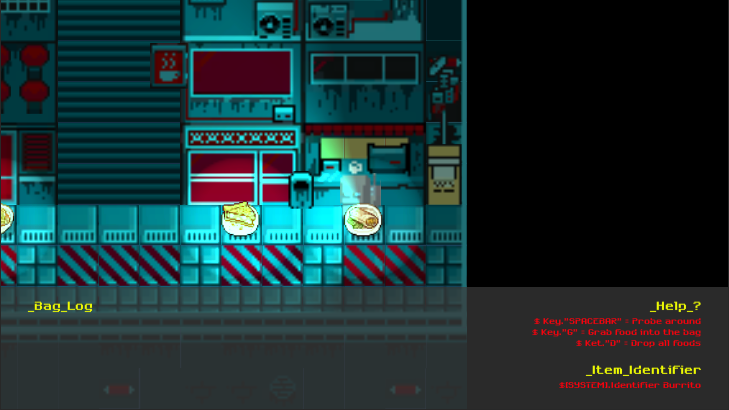 _Bag_Log
_Help_?
$ Key."SPACEBAR" : Probe around
$ Key."G" : Grab food into the bag
$ Ket."D" : Drop all foods
_Item_Identifier
$[SYSTEM].Identifier Burrito